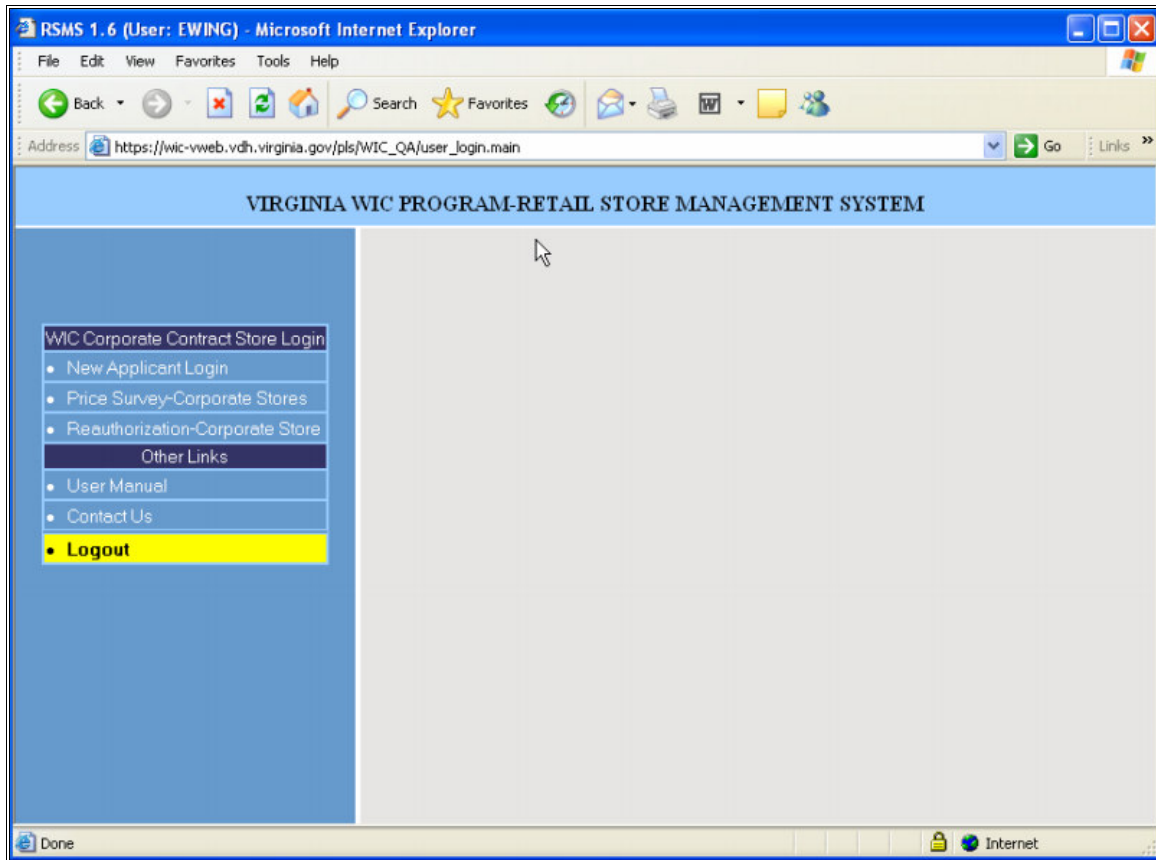 RSMS 1.6 (User: EWING) - Microsoft Internet Explorer
File Edit View Favorites Tools Help
Back Search Favorites
Address https://wic-vweb.vdh.virginia.gov/pls/WIC_QA/user_login.main Go Links »
VIRGINIA WIC PROGRAM-RETAIL STORE MANAGEMENT SYSTEM
WIC Corporate Contract Store Login
• New Applicant Login
• Price Survey-Corporate Stores
• Reauthorization-Corporate Store
Other Links
• User Manual
• Contact Us
• Logout
Done Internet